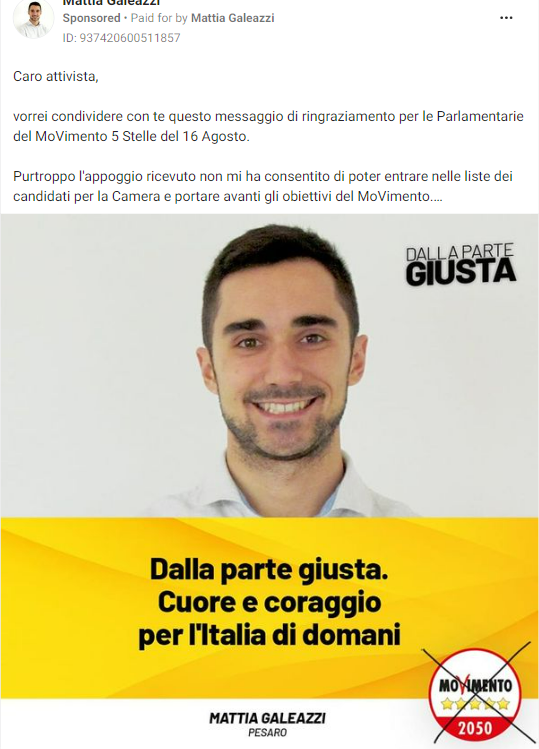 Mattia Galeazzi
Sponsored • Paid for by Mattia Galeazzi
ID: 937420600511857
Caro attivista,
vorrei condividere con te questo messaggio di ringraziamento per le Parlamentarie
del MoVimento 5 Stelle del 16 Agosto.
Purtroppo l'appoggio ricevuto non mi ha consentito di poter entrare nelle liste dei
candidati per la Camera e portare avanti gli obiettivi del MoVimento....
DALLA PARTE
GIUSTA
Dalla parte giusta.
Cuore e coraggio
per l'Italia di domani
MOVIMENTO
2050
MATTIA GALEAZZI
PESARO